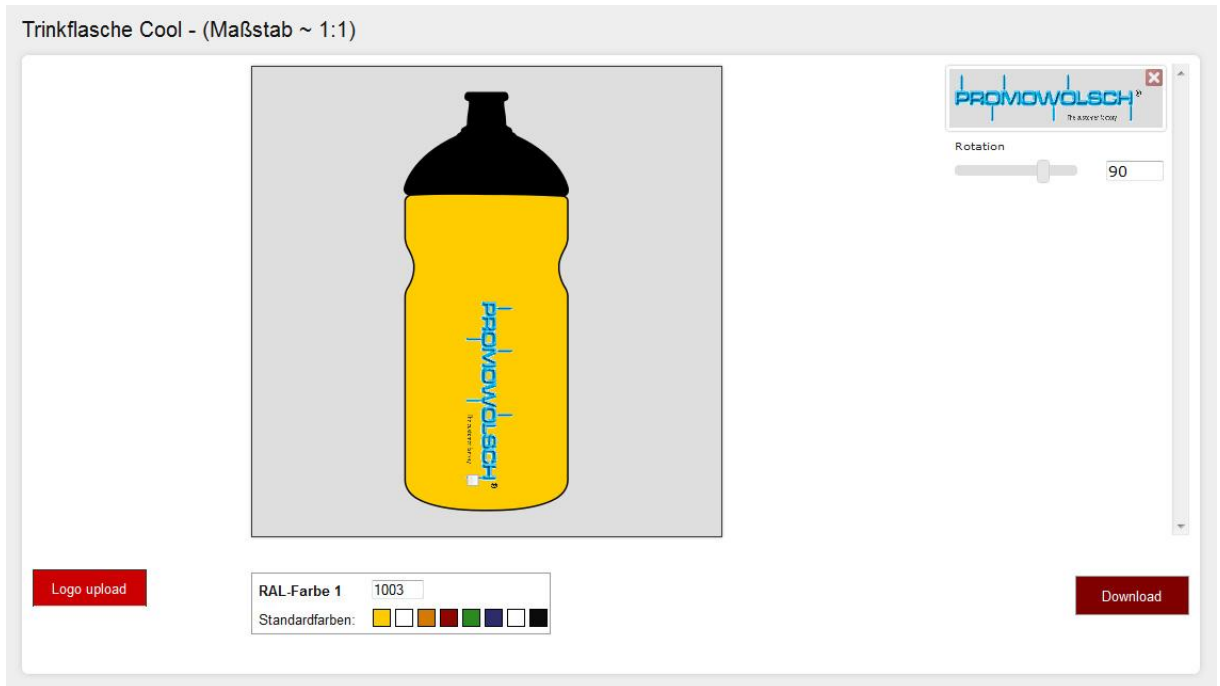 Trinkflasche Cool - (Maßstab ~ 1:1)
PROMOWOLSCH®
Rotation
90
PROMOWOLSCH®
Logo upload
RAL-Farbe 1 1003
Standardfarben:
Download